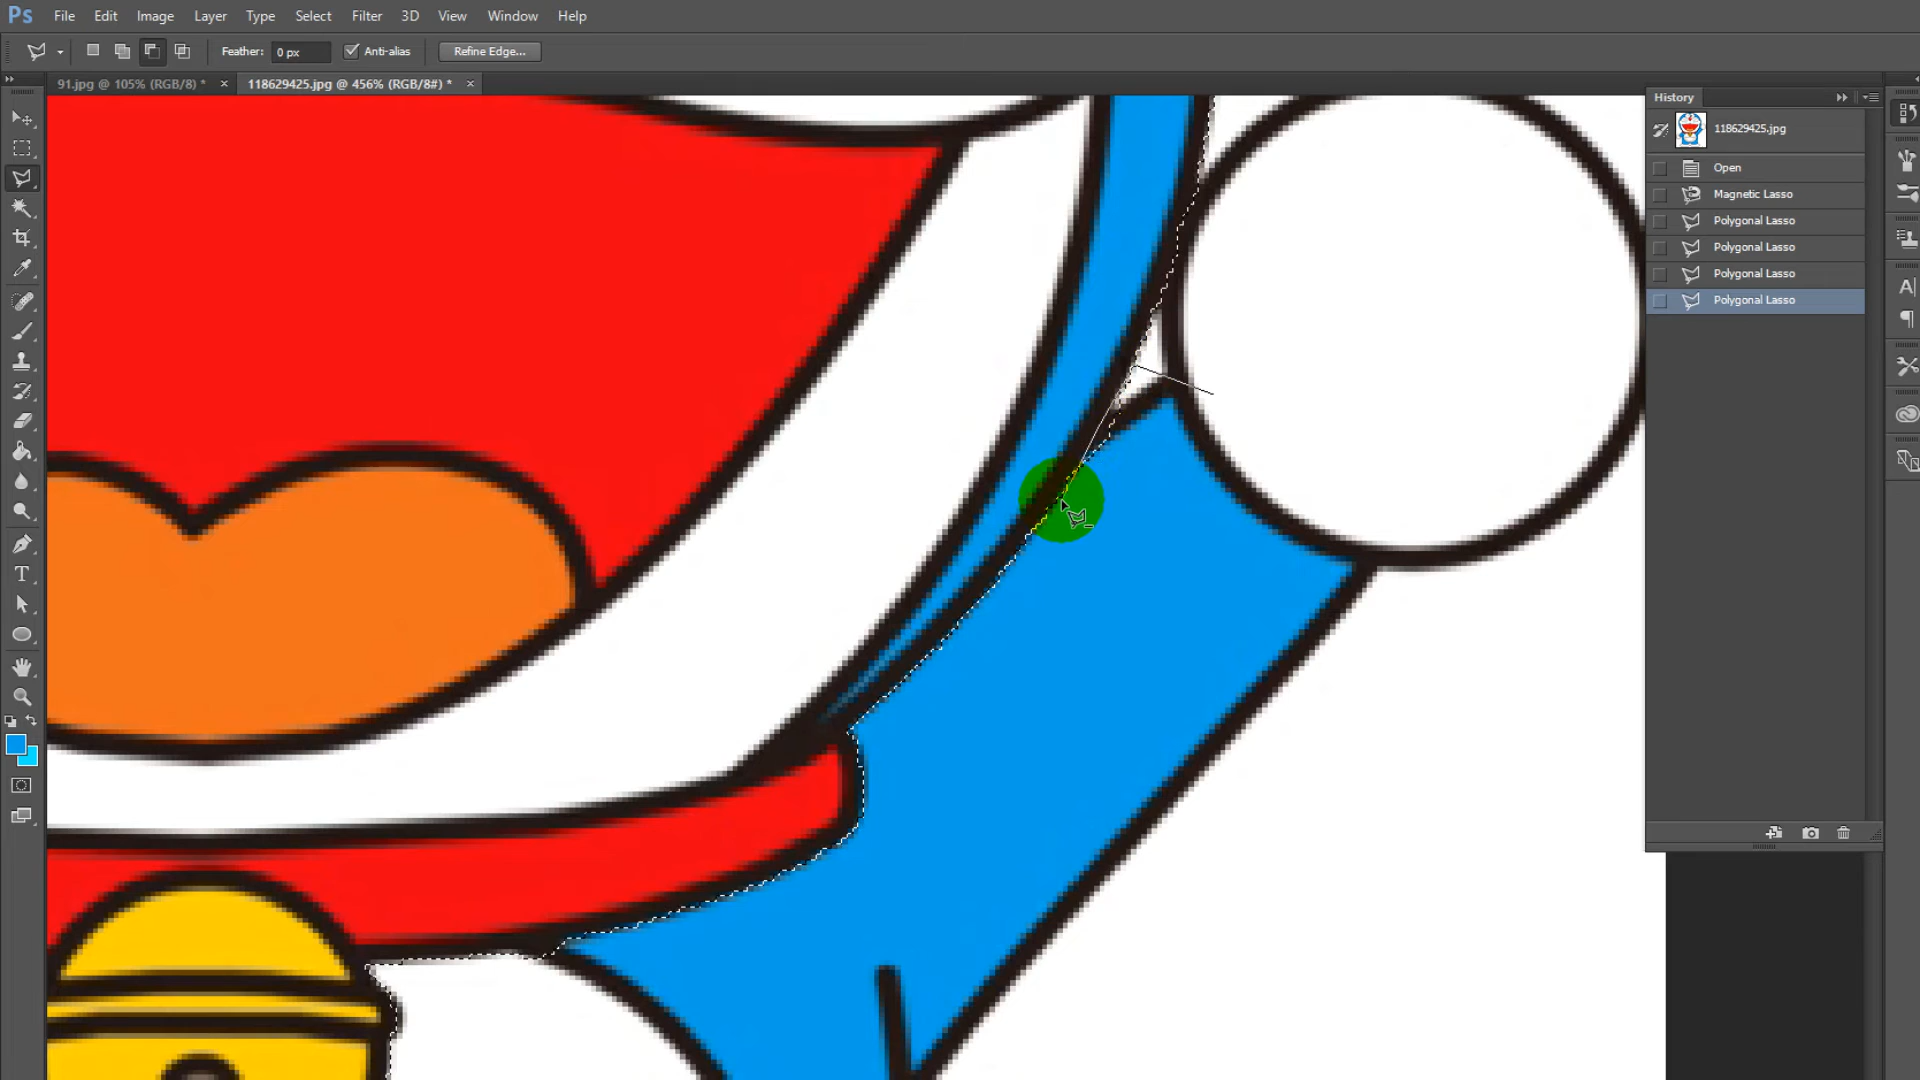 Ps File Edit Image Layer Type Select Filter 3D View Window Help
Feather: 0 px Anti-alias Refine Edge...
91.jpg @ 105% (RGB/8) * × 118629425.jpg @ 456% (RGB/8#) * ×
History
118629425.jpg
Open
Magnetic Lasso
Polygonal Lasso
Polygonal Lasso
Polygonal Lasso
Polygonal Lasso